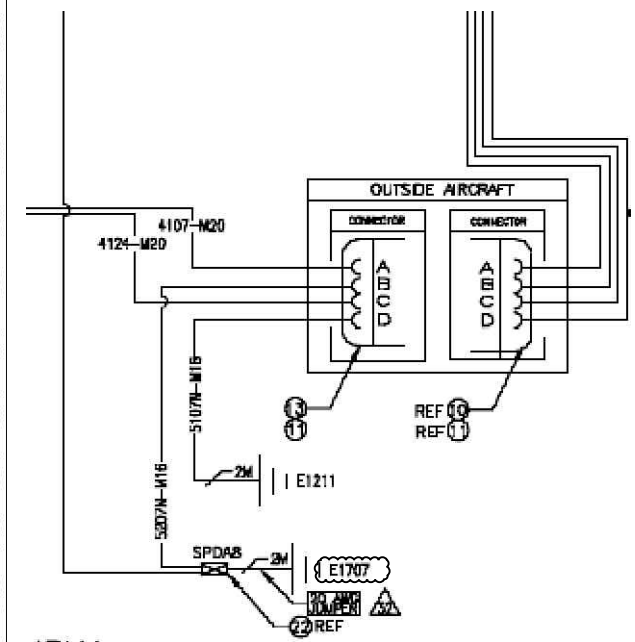 OUTSIDE AIRCRAFT
CONNECTOR
CONNECTOR
4107-M20
4124-M20
A
B
C
D
A
B
C
D
13
11
REF 10
REF 11
5107N-M16
5207N-M16
2M
E1211
SPDA8
2M
E1707
20 AWG
JUMPER
22 REF